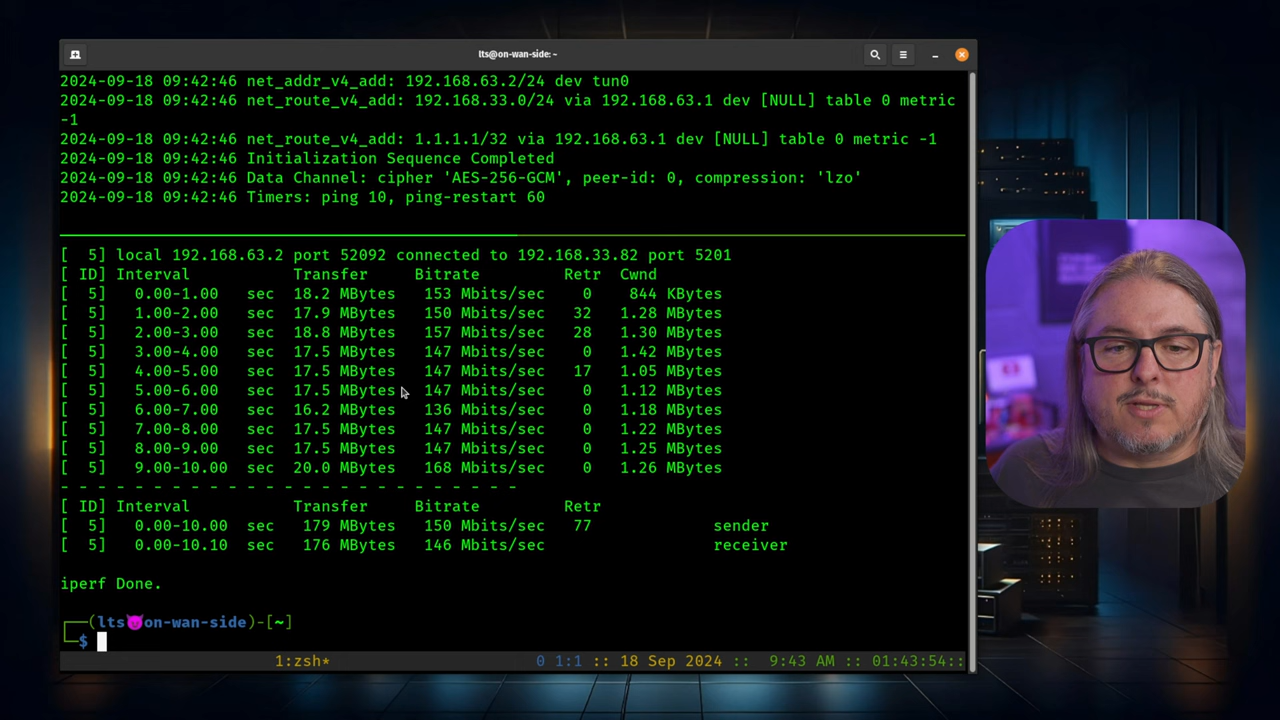 lts@on-wan-side: ~
2024-09-18 09:42:46 net_addr_v4_add: 192.168.63.2/24 dev tun0
2024-09-18 09:42:46 net_route_v4_add: 192.168.33.0/24 via 192.168.63.1 dev [NULL] table 0 metric
-1
2024-09-18 09:42:46 net_route_v4_add: 1.1.1.1/32 via 192.168.63.1 dev [NULL] table 0 metric -1
2024-09-18 09:42:46 Initialization Sequence Completed
2024-09-18 09:42:46 Data Channel: cipher 'AES-256-GCM', peer-id: 0, compression: 'lzo'
2024-09-18 09:42:46 Timers: ping 10, ping-restart 60
[  5] local 192.168.63.2 port 52092 connected to 192.168.33.82 port 5201
[ ID] Interval           Transfer     Bitrate         Retr  Cwnd
[  5]   0.00-1.00   sec  18.2 MBytes   153 Mbits/sec   0    844 KBytes
[  5]   1.00-2.00   sec  17.9 MBytes   150 Mbits/sec   32   1.28 MBytes
[  5]   2.00-3.00   sec  18.8 MBytes   157 Mbits/sec   28   1.30 MBytes
[  5]   3.00-4.00   sec  17.5 MBytes   147 Mbits/sec   0    1.42 MBytes
[  5]   4.00-5.00   sec  17.5 MBytes   147 Mbits/sec   17   1.05 MBytes
[  5]   5.00-6.00   sec  17.5 MBytes   147 Mbits/sec   0    1.12 MBytes
[  5]   6.00-7.00   sec  16.2 MBytes   136 Mbits/sec   0    1.18 MBytes
[  5]   7.00-8.00   sec  17.5 MBytes   147 Mbits/sec   0    1.22 MBytes
[  5]   8.00-9.00   sec  17.5 MBytes   147 Mbits/sec   0    1.25 MBytes
[  5]   9.00-10.00  sec  20.0 MBytes   168 Mbits/sec   0    1.26 MBytes
- - - - - - - - - - - - - - - - - - - - - - - - -
[ ID] Interval           Transfer     Bitrate         Retr
[  5]   0.00-10.00  sec   179 MBytes   150 Mbits/sec   77             sender
[  5]   0.00-10.10  sec   176 MBytes   146 Mbits/sec                  receiver
iperf Done.
┌──(lts😈on-wan-side)-[~]
└─$
1:zsh* 0 1:1 :: 18 Sep 2024 :: 9:43 AM :: 01:43:54::